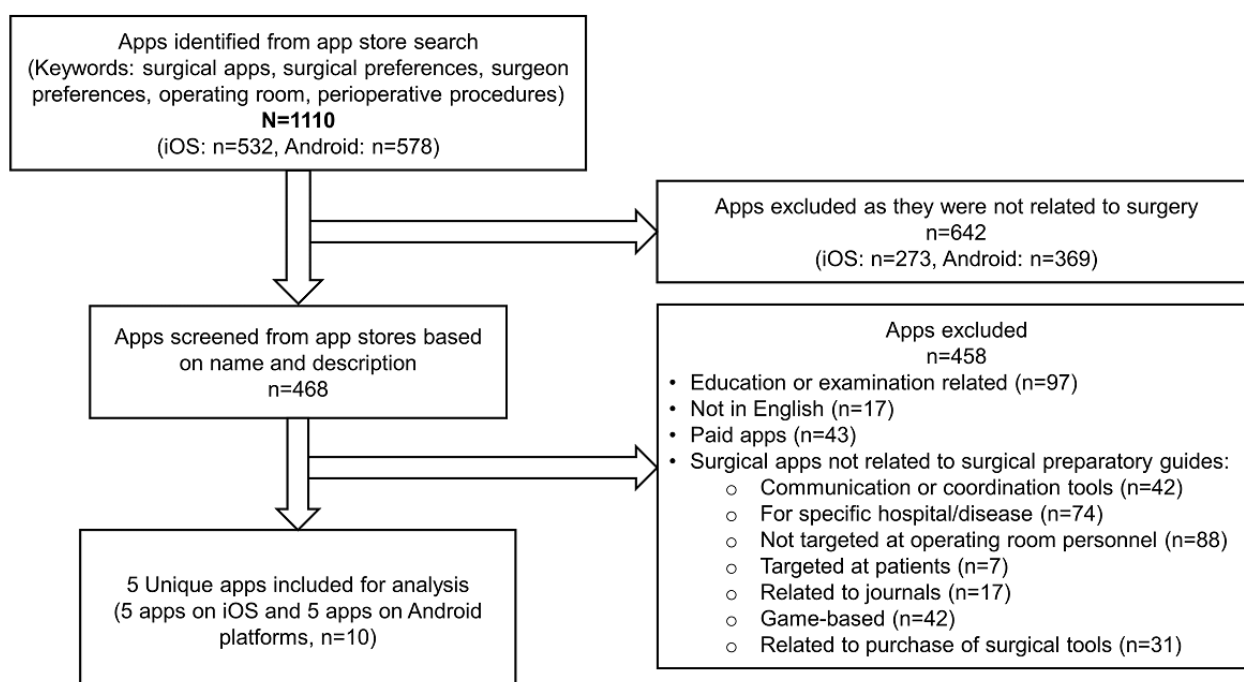 Apps identified from app store search
(Keywords: surgical apps, surgical preferences, surgeon
preferences, operating room, perioperative procedures)
N=1110
(iOS: n=532, Android: n=578)
Apps excluded as they were not related to surgery
n=642
(iOS: n=273, Android: n=369)
Apps screened from app stores based
on name and description
n=468
Apps excluded
n=458
• Education or examination related (n=97)
• Not in English (n=17)
• Paid apps (n=43)
• Surgical apps not related to surgical preparatory guides:
o Communication or coordination tools (n=42)
o For specific hospital/disease (n=74)
o Not targeted at operating room personnel (n=88)
o Targeted at patients (n=7)
o Related to journals (n=17)
o Game-based (n=42)
o Related to purchase of surgical tools (n=31)
5 Unique apps included for analysis
(5 apps on iOS and 5 apps on Android
platforms, n=10)